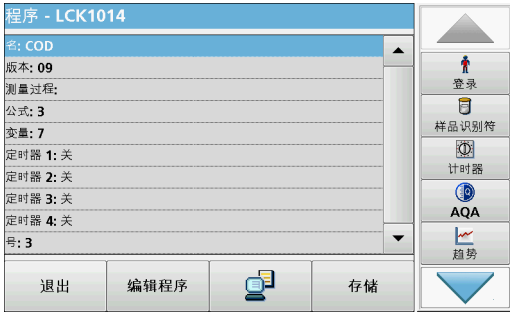 程序 - LCK1014
名: COD
版本: 09
测量过程:
公式: 3
变量: 7
定时器 1: 关
定时器 2: 关
定时器 3: 关
定时器 4: 关
号: 3
退出
编辑程序
存储
登录
样品识别符
计时器
AQA
趋势